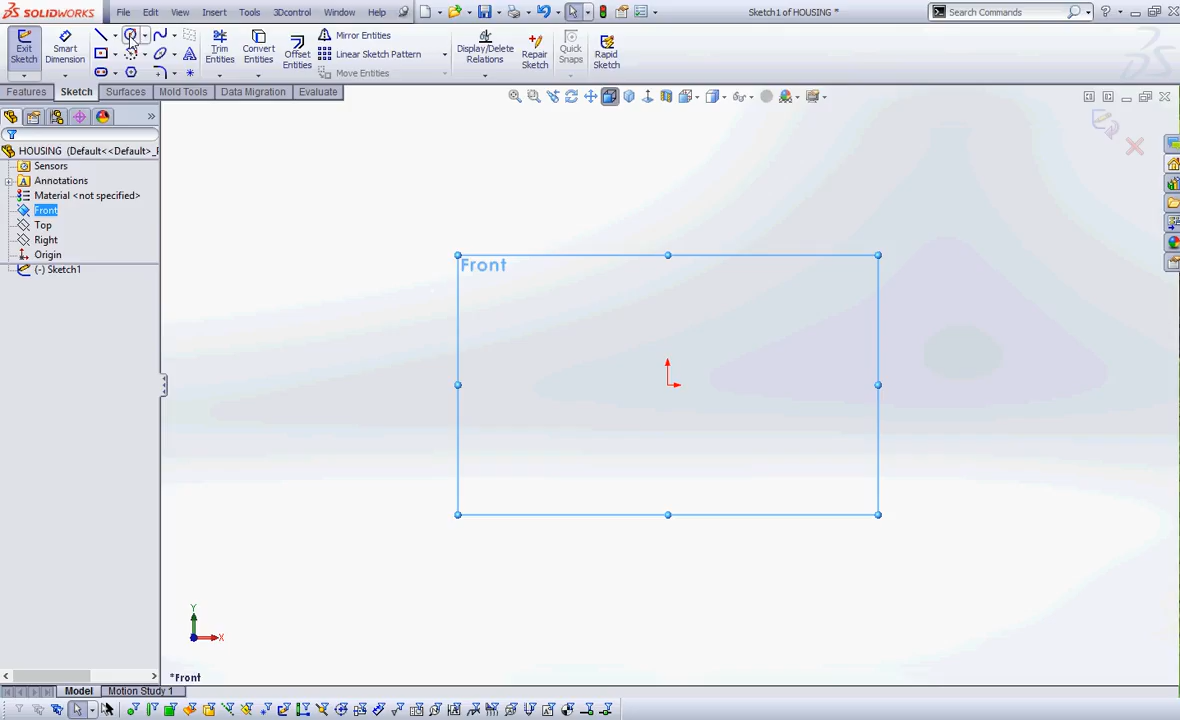 SOLIDWORKS File Edit View Insert Tools 3Dcontrol Window Help Sketch1 of HOUSING * Search Commands
Exit Sketch
Smart Dimension
Trim Entities
Convert Entities
Offset Entities
Mirror Entities
Linear Sketch Pattern
Move Entities
Display/Delete Relations
Repair Sketch
Quick Snaps
Rapid Sketch
Features Sketch Surfaces Mold Tools Data Migration Evaluate
HOUSING (Default<<Default>_
Sensors
Annotations
Material <not specified>
Front
Top
Right
Origin
(-) Sketch1
Front
Y
X
*Front
Model Motion Study 1